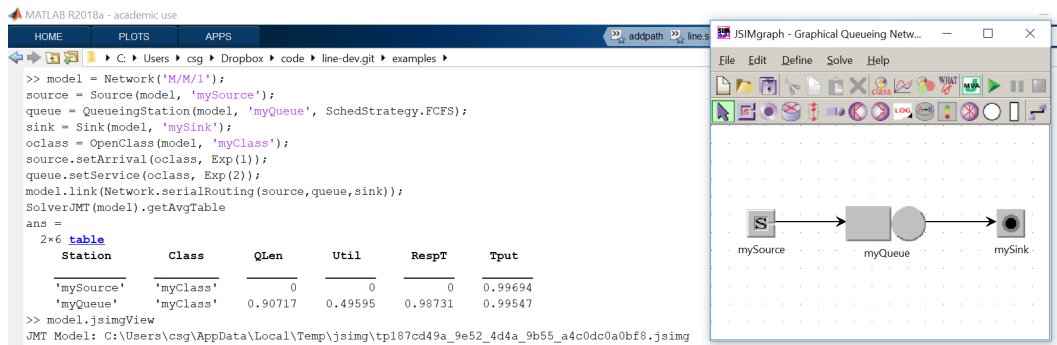 MATLAB R2018a - academic use
HOME PLOTS APPS addpath line.s
C: Users csg Dropbox code line-dev.git examples
>> model = Network('M/M/1');
source = Source(model, 'mySource');
queue = QueueingStation(model, 'myQueue', SchedStrategy.FCFS);
sink = Sink(model, 'mySink');
oclass = OpenClass(model, 'myClass');
source.setArrival(oclass, Exp(1));
queue.setService(oclass, Exp(2));
model.link(Network.serialRouting(source,queue,sink));
SolverJMT(model).getAvgTable
ans =
2×6 table
Station Class QLen Util RespT Tput
'mySource' 'myClass' 0 0 0 0.99694
'myQueue' 'myClass' 0.90717 0.49595 0.98731 0.99547
>> model.jsimgView
JMT Model: C:\Users\csg\AppData\Local\Temp\jsimg\tp187cd49a_9e52_4d4a_9b55_a4c0dc0a0bf8.jsimg
JSIMgraph - Graphical Queueing Netw...
File Edit Define Solve Help
class WHAT IF MVA
LOG
S
mySource myQueue mySink